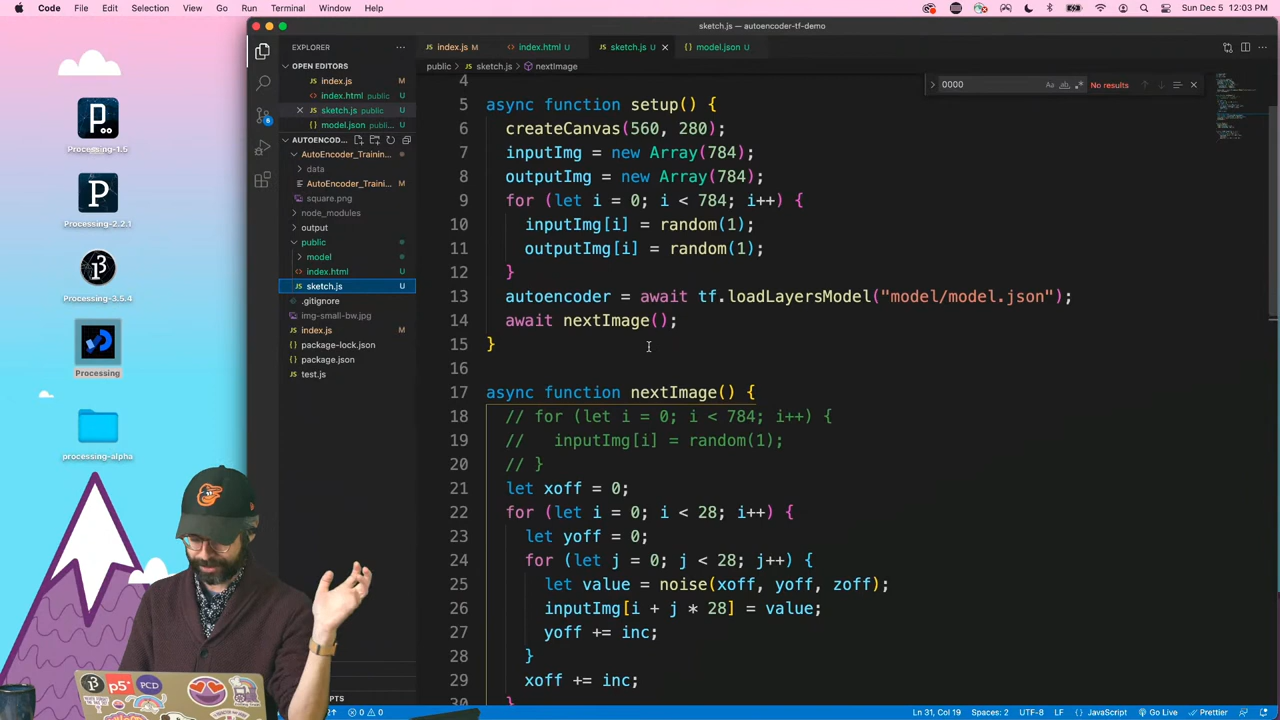 Code File Edit Selection View Go Run Terminal Window Help
Sun Dec 5 12:03 PM
sketch.js — autoencoder-tf-demo
EXPLORER
index.js M
index.html U
sketch.js U
model.json U
public > sketch.js > nextImage
OPEN EDITORS
index.js M
index.html public U
sketch.js public U
model.json public... U
AUTOENCOD...
AutoEncoder_Trainin...
data
AutoEncoder_Traini...
square.png
node_modules
output
public
model
index.html U
sketch.js U
.gitignore
img-small-bw.jpg
index.js M
package-lock.json
package.json
test.js
0000
Aa
ab
No results
4
5 async function setup() {
6 createCanvas(560, 280);
7 inputImg = new Array(784);
8 outputImg = new Array(784);
9 for (let i = 0; i < 784; i++) {
10 inputImg[i] = random(1);
11 outputImg[i] = random(1);
12 }
13 autoencoder = await tf.loadLayersModel("model/model.json");
14 await nextImage();
15 }
16
17 async function nextImage() {
18 // for (let i = 0; i < 784; i++) {
19 //   inputImg[i] = random(1);
20 // }
21 let xoff = 0;
22 for (let i = 0; i < 28; i++) {
23 let yoff = 0;
24 for (let j = 0; j < 28; j++) {
25 let value = noise(xoff, yoff, zoff);
26 inputImg[i + j * 28] = value;
27 yoff += inc;
28 }
29 xoff += inc;
30 }
Processing-1.5
Processing-2.2.1
Processing-3.5.4
Processing
processing-alpha
p5*
PCD
0 0
Ln 31, Col 19 Spaces: 2 UTF-8 LF {} JavaScript Go Live Prettier